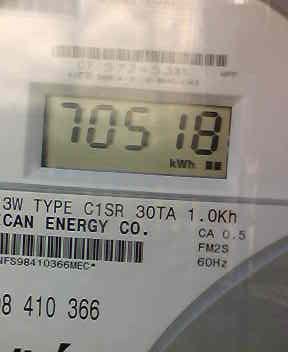 70518
kWh
3W TYPE C1SR 30TA 1.0Kh
CAN ENERGY CO.
CA 0.5
FM2S
NFS98410366MEC*
60Hz
98 410 366